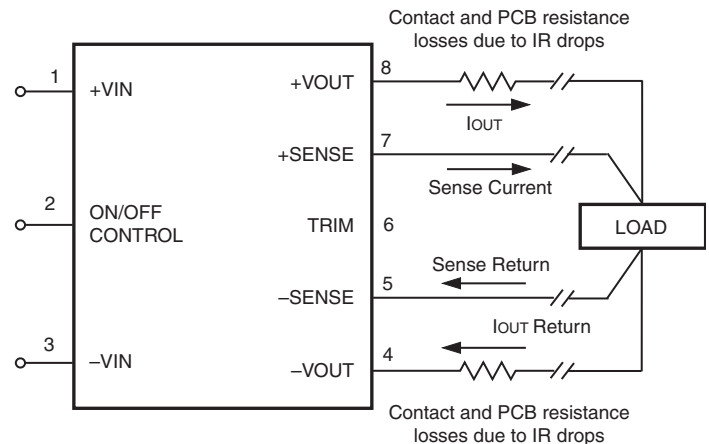 Contact and PCB resistance
losses due to IR drops
1
+VIN
+VOUT
8
IOUT
7
+SENSE
Sense Current
2
ON/OFF
CONTROL
TRIM
6
LOAD
Sense Return
5
–SENSE
IOUT Return
3
–VIN
4
–VOUT
Contact and PCB resistance
losses due to IR drops